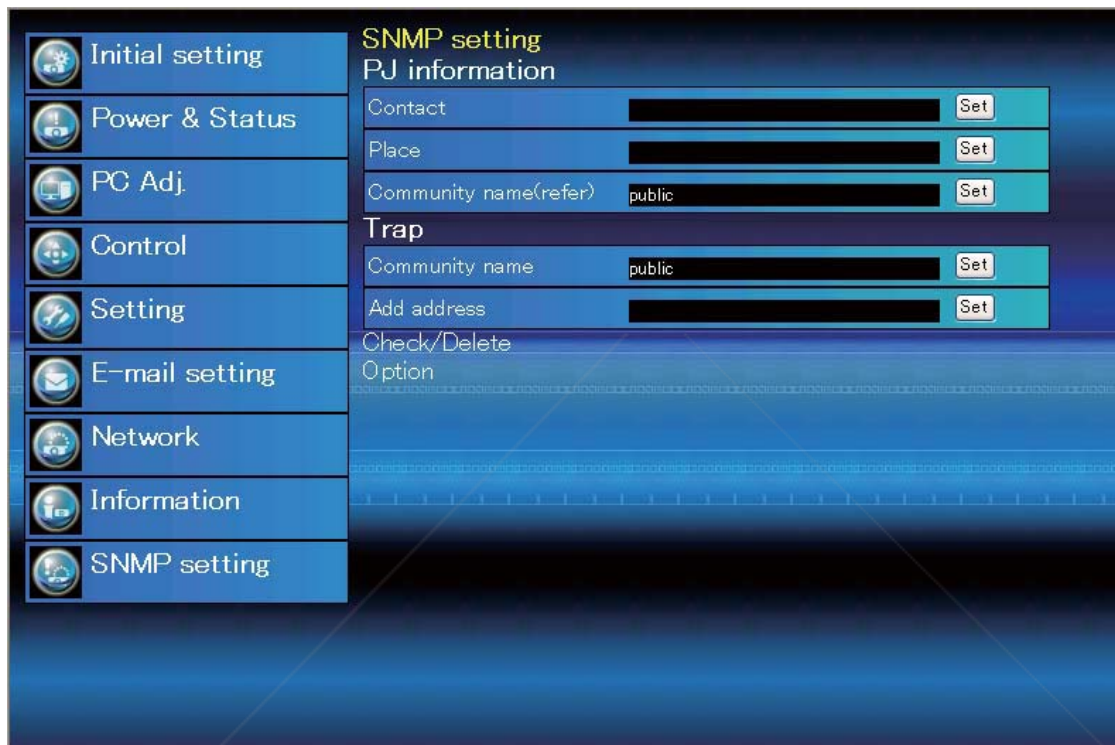 Initial setting
Power & Status
PC Adj.
Control
Setting
E-mail setting
Network
Information
SNMP setting
SNMP setting
PJ information
Contact Set
Place Set
Community name(refer) public Set
Trap
Community name public Set
Add address Set
Check/Delete
Option